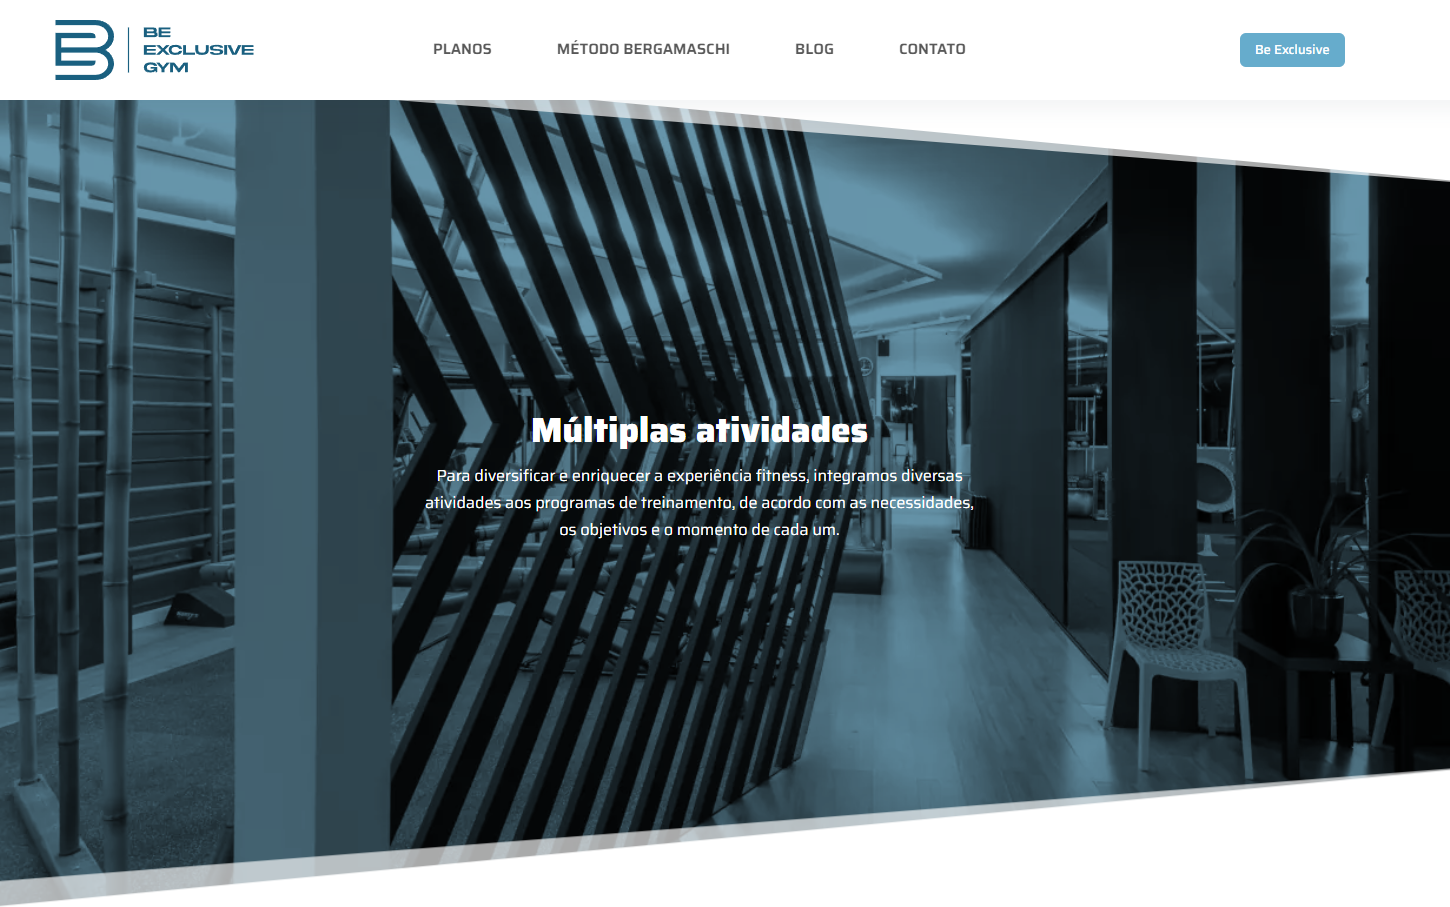 BE
EXCLUSIVE
GYM
PLANOS
MÉTODO BERGAMASCHI
BLOG
CONTATO
Be Exclusive
Múltiplas atividades
Para diversificar e enriquecer a experiência fitness, integramos diversas
atividades aos programas de treinamento, de acordo com as necessidades,
os objetivos e o momento de cada um.